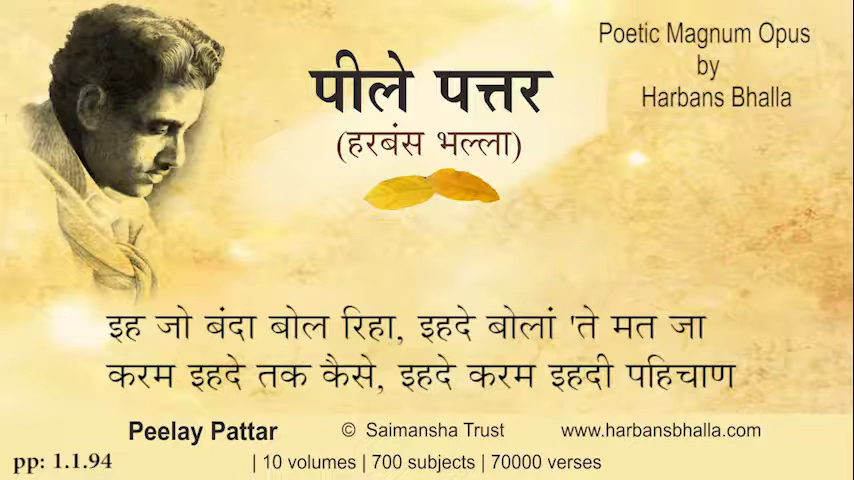 पीले पत्तर
(हरबंस भल्ला)
Poetic Magnum Opus
by
Harbans Bhalla
इह जो बंदा बोल रिहा, इहदे बोलां 'ते मत जा
करम इहदे तक कैसे, इहदे करम इहदी पहिचाण
Peelay Pattar © Saimansha Trust www.harbansbhalla.com
pp: 1.1.94 | 10 volumes | 700 subjects | 70000 verses